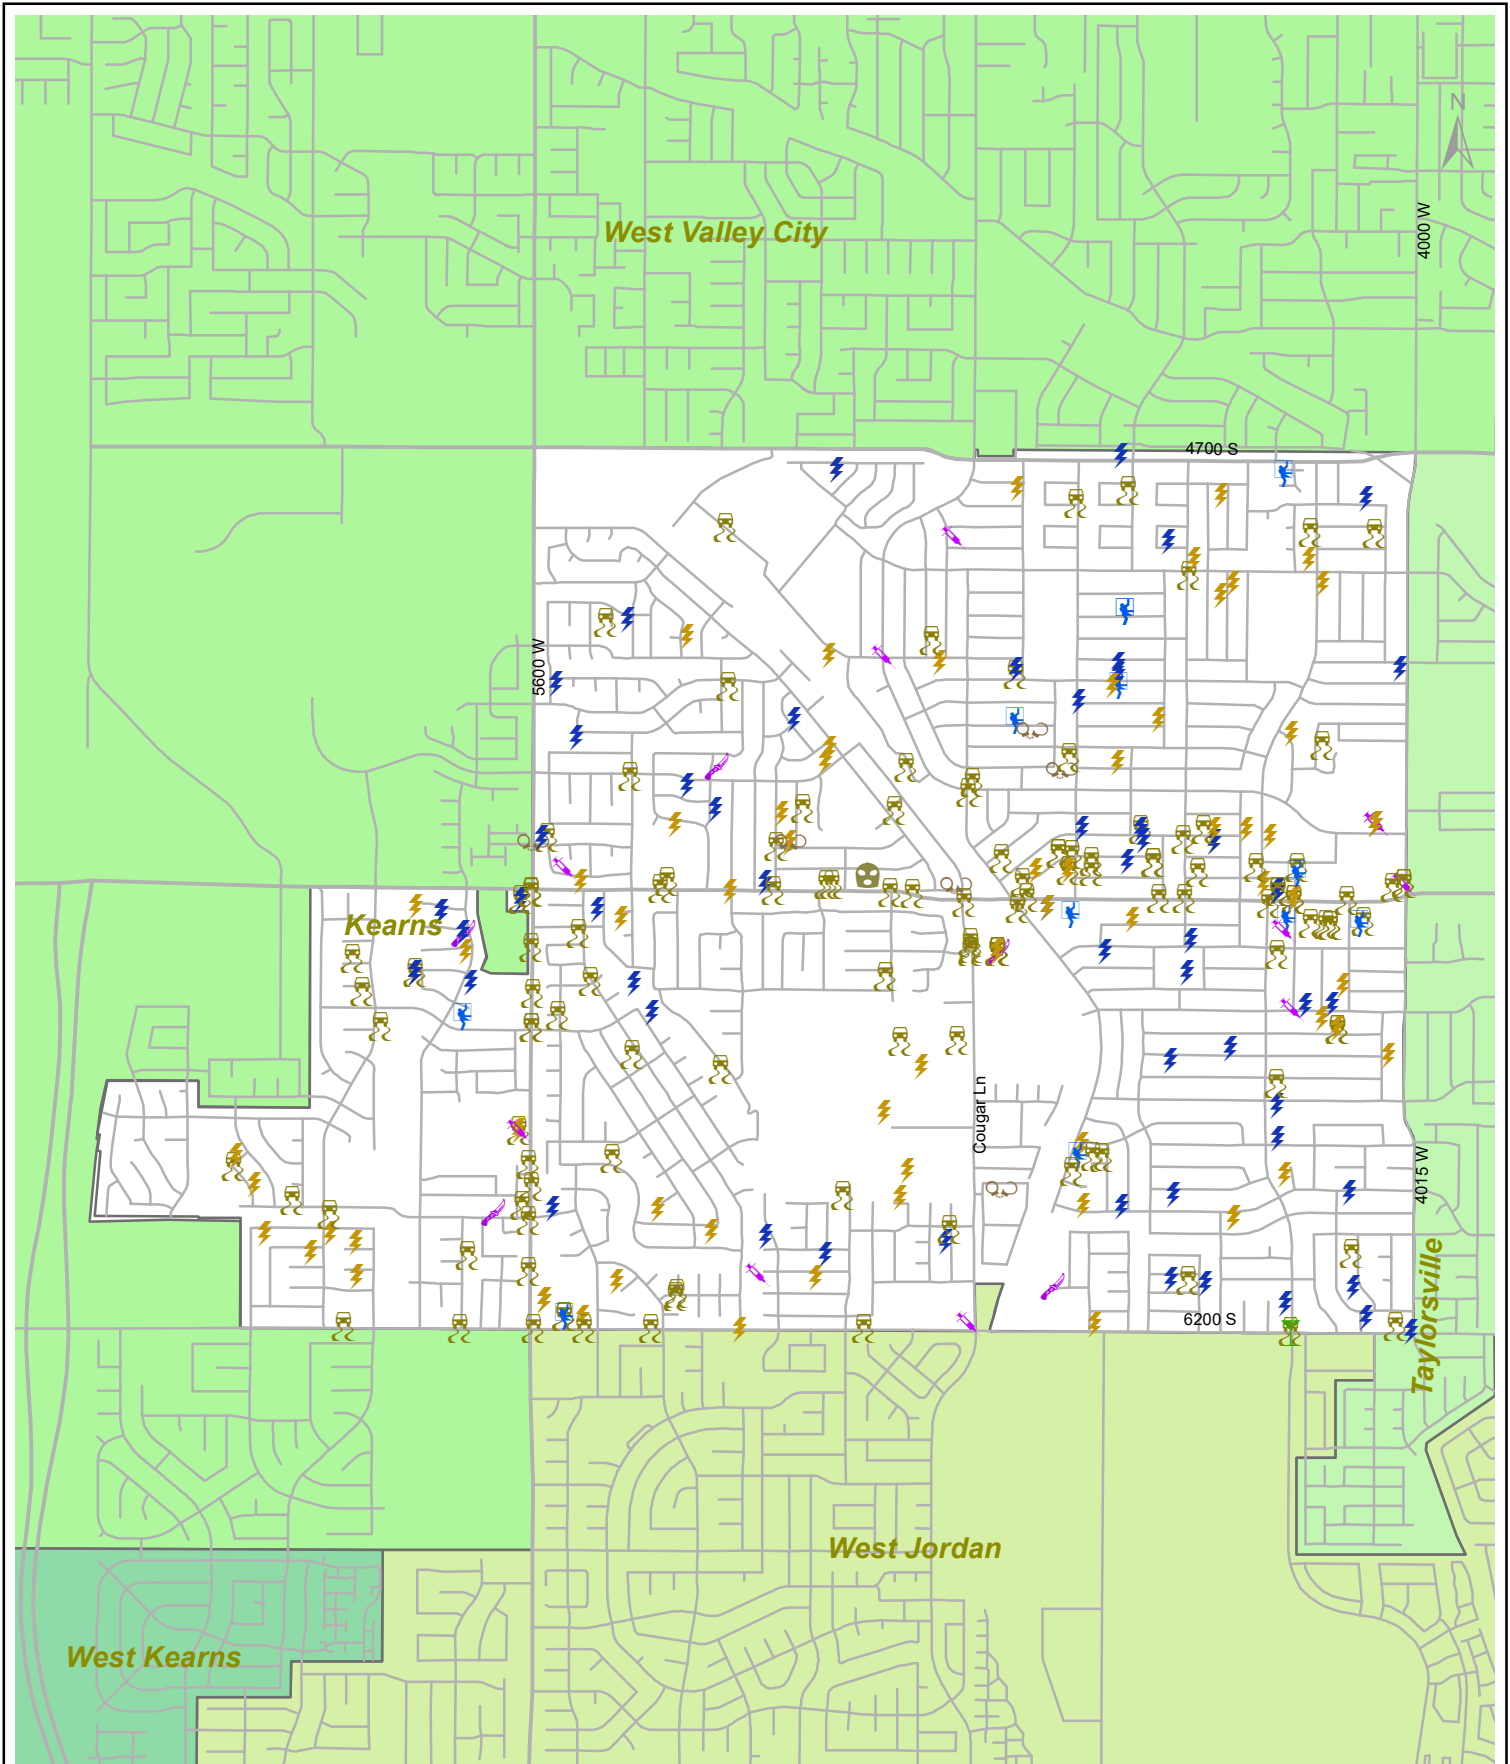 N
4000 W
West Valley City
4700 S
5600 W
Kearns
Cougar Ln
4015 W
6200 S
Taylorsville
West Jordan
West Kearns